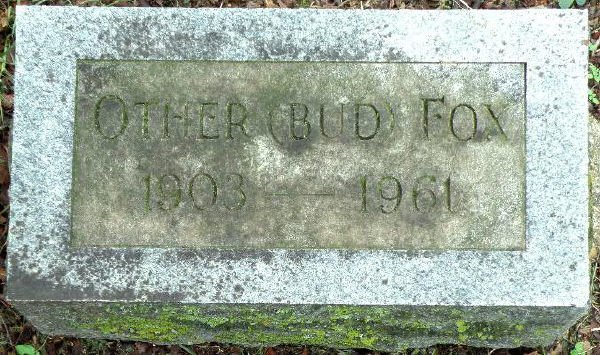 OTHER (BUD) FOX
1903 — 1961